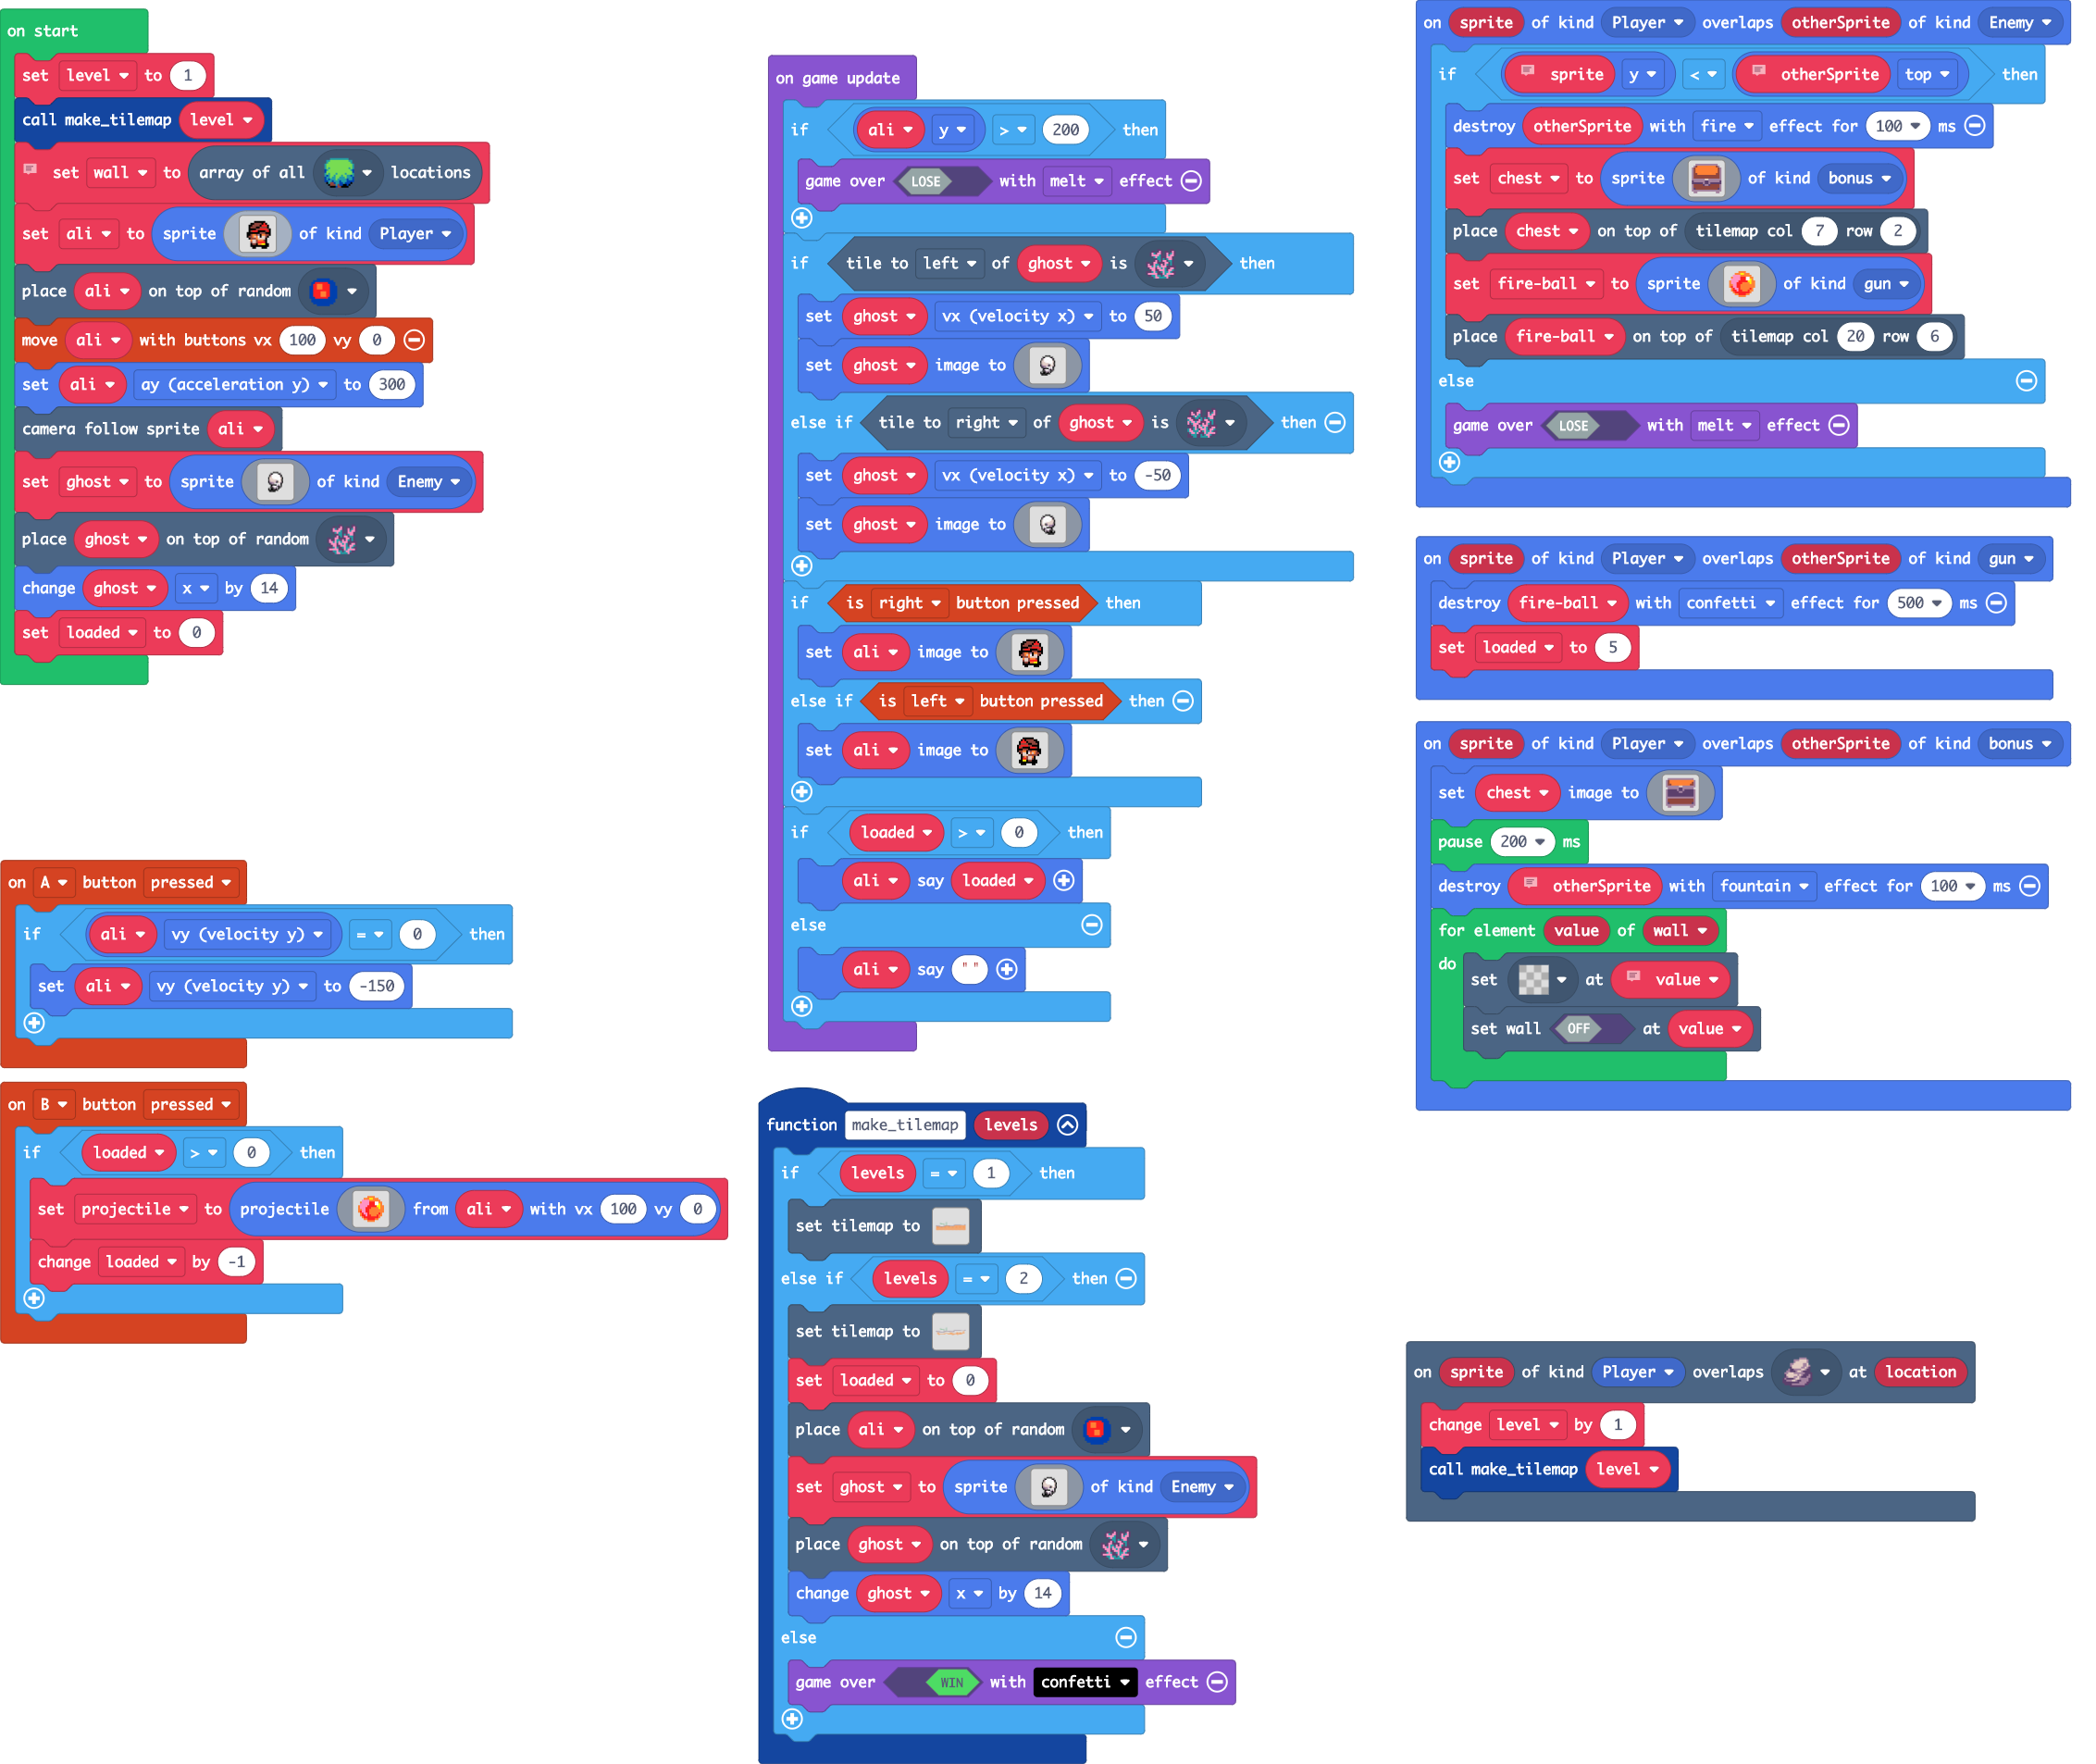 on start
set level to 1
call make_tilemap level
set wall to array of all locations
set ali to sprite of kind Player
place ali on top of random
move ali with buttons vx 100 vy 0
set ali ay (acceleration y) to 300
camera follow sprite ali
set ghost to sprite of kind Enemy
place ghost on top of random
change ghost x by 14
set loaded to 0
on A button pressed
if ali vy (velocity y) = 0 then
set ali vy (velocity y) to -150
on B button pressed
if loaded > 0 then
set projectile to projectile from ali with vx 100 vy 0
change loaded by -1
on game update
if ali y > 200 then
game over LOSE with melt effect
if tile to left of ghost is then
set ghost vx (velocity x) to 50
set ghost image to
else if tile to right of ghost is then
set ghost vx (velocity x) to -50
set ghost image to
if is right button pressed then
set ali image to
else if is left button pressed then
set ali image to
if loaded > 0 then
ali say loaded
else
ali say " "
function make_tilemap levels
if levels = 1 then
set tilemap to
else if levels = 2 then
set tilemap to
set loaded to 0
place ali on top of random
set ghost to sprite of kind Enemy
place ghost on top of random
change ghost x by 14
else
game over WIN with confetti effect
on sprite of kind Player overlaps otherSprite of kind Enemy
if sprite y < otherSprite top then
destroy otherSprite with fire effect for 100 ms
set chest to sprite of kind bonus
place chest on top of tilemap col 7 row 2
set fire-ball to sprite of kind gun
place fire-ball on top of tilemap col 20 row 6
else
game over LOSE with melt effect
on sprite of kind Player overlaps otherSprite of kind gun
destroy fire-ball with confetti effect for 500 ms
set loaded to 5
on sprite of kind Player overlaps otherSprite of kind bonus
set chest image to
pause 200 ms
destroy otherSprite with fountain effect for 100 ms
for element value of wall
do set at value
set wall OFF at value
on sprite of kind Player overlaps at location
change level by 1
call make_tilemap level